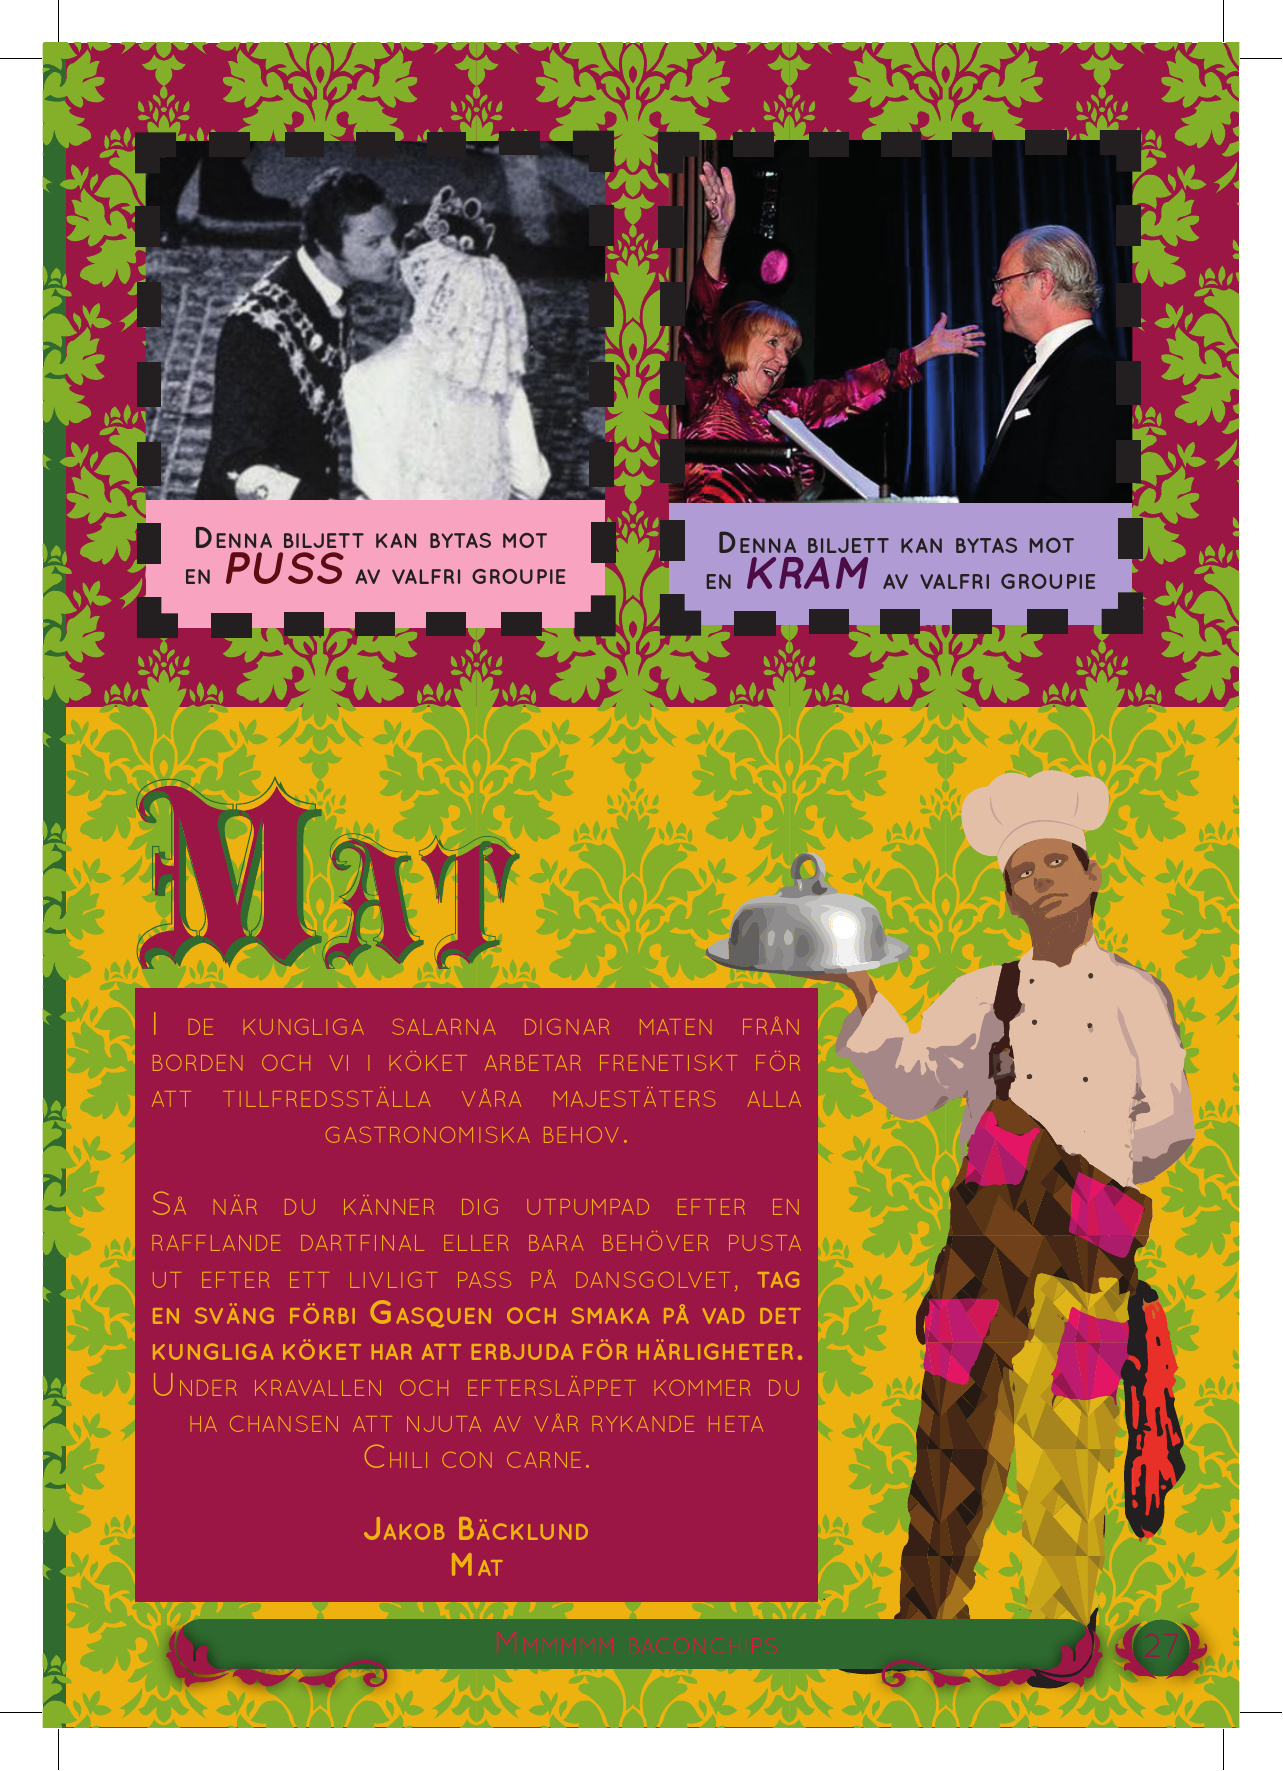 Denna biljett kan bytas mot
en PUSS av valfri groupie
Denna biljett kan bytas mot
en KRAM av valfri groupie
Mat
I de kungliga salarna dignar maten från
borden och vi i köket arbetar frenetiskt för
att tillfredsställa våra majestäters alla
gastronomiska behov.
Så när du känner dig utpumpad efter en
rafflande dartfinal eller bara behöver pusta
ut efter ett livligt pass på dansgolvet, tag
en sväng förbi Gasquen och smaka på vad det
kungliga köket har att erbjuda för härligheter.
Under kravallen och eftersläppet kommer du
ha chansen att njuta av vår rykande heta
Chili con carne.
Jakob Bäcklund
Mat
Mmmmmm baconchips
27